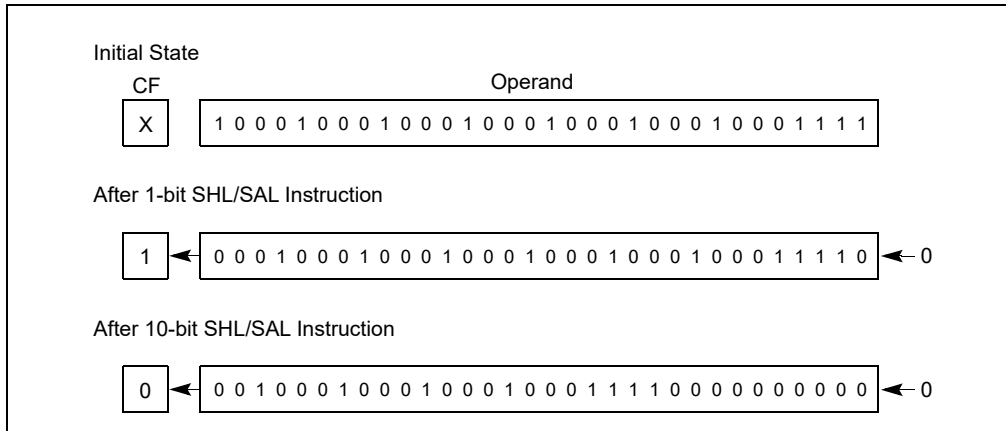 Initial State
CF Operand
X 1 0 0 0 1 0 0 0 1 0 0 0 1 0 0 0 1 0 0 0 1 0 0 0 1 0 0 0 1 1 1 1
After 1-bit SHL/SAL Instruction
1 0 0 0 1 0 0 0 1 0 0 0 1 0 0 0 1 0 0 0 1 0 0 0 1 0 0 0 1 1 1 1 0 0
After 10-bit SHL/SAL Instruction
0 0 0 1 0 0 0 1 0 0 0 1 0 0 0 1 0 0 0 1 1 1 1 0 0 0 0 0 0 0 0 0 0 0